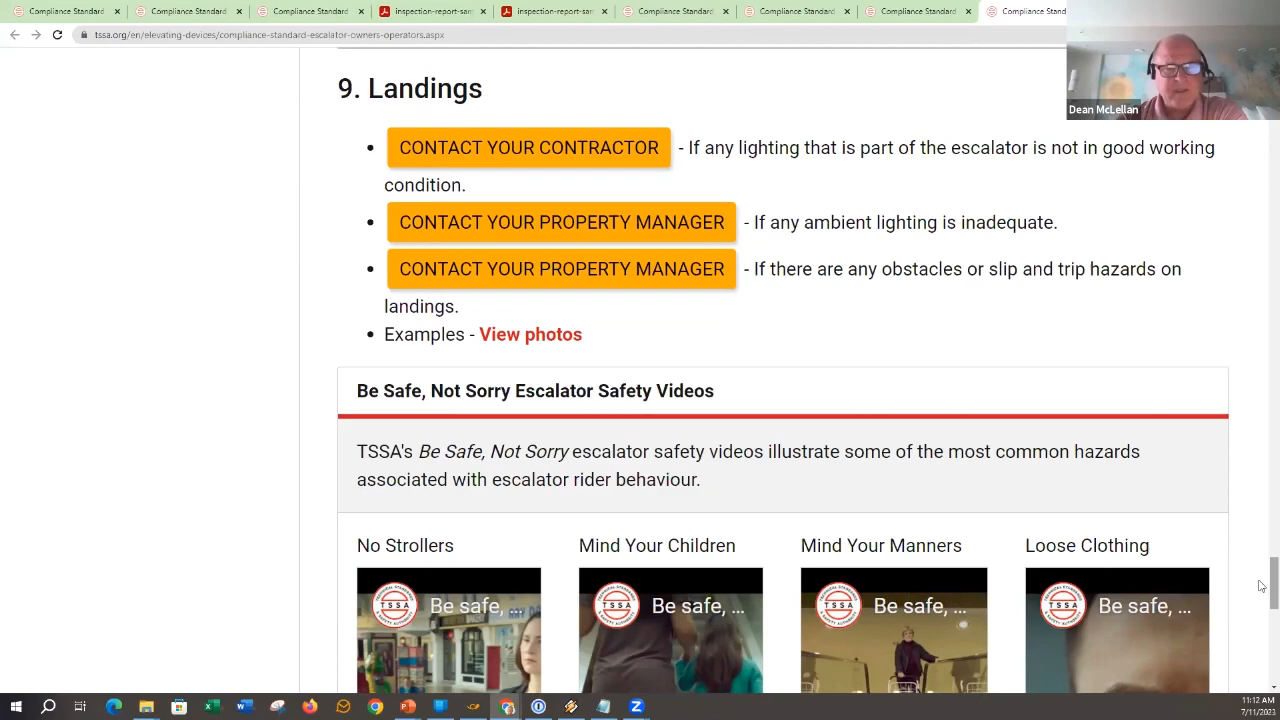 Compliance Standard
Compliance Standard
Compliance Standard
inspection-report-sam
inspection-report-sam
Compliance Standard
Compliance Standard
Compliance Standard
Compliance Stand
tssa.org/en/elevating-devices/compliance-standard-escalator-owners-operators.aspx
Dean McLellan
9. Landings
CONTACT YOUR CONTRACTOR - If any lighting that is part of the escalator is not in good working
condition.
CONTACT YOUR PROPERTY MANAGER - If any ambient lighting is inadequate.
CONTACT YOUR PROPERTY MANAGER - If there are any obstacles or slip and trip hazards on
landings.
Examples - View photos
Be Safe, Not Sorry Escalator Safety Videos
TSSA's Be Safe, Not Sorry escalator safety videos illustrate some of the most common hazards
associated with escalator rider behaviour.
No Strollers Mind Your Children Mind Your Manners Loose Clothing
TSSA Be safe, ... TSSA Be safe, ... TSSA Be safe, ... TSSA Be safe, ...
11:12 AM
7/11/2023